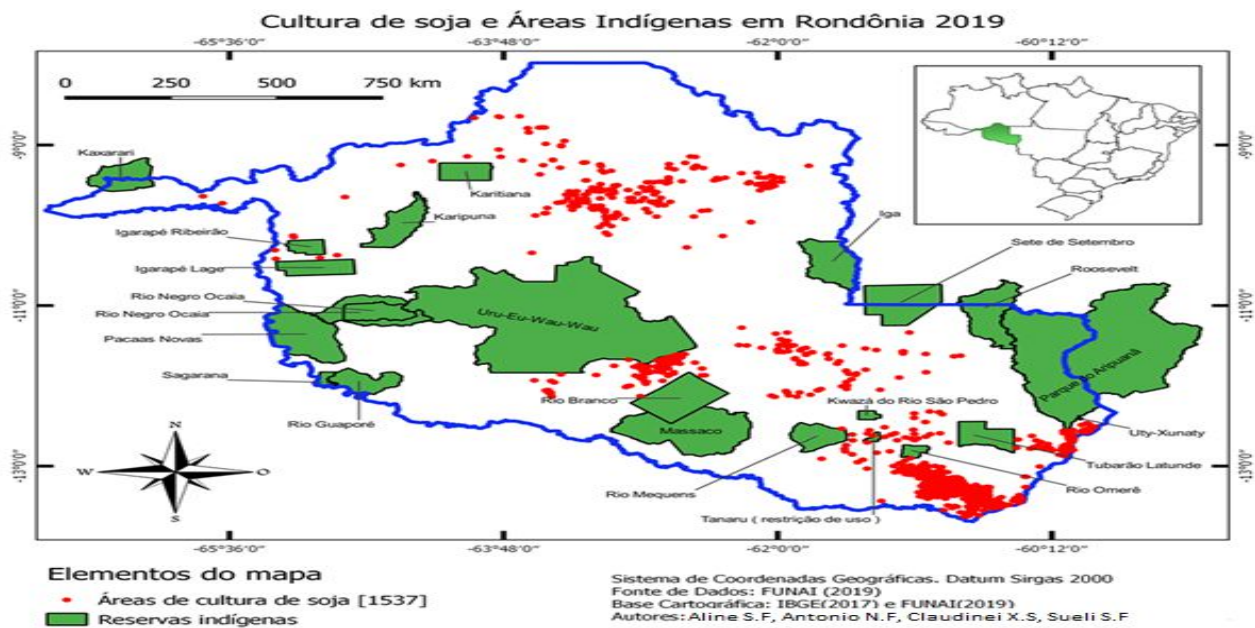 Cultura de soja e Áreas Indígenas em Rondônia 2019
-65°36'0" -63°48'0" -62°0'0" -60°12'0"
0 250 500 750 km
-9°0'0" -9°0'0"
Kaxarari
Karitiana
Karipuna
Iga
Igarapé Ribeirão
Sete de Setembro
Igarapé Lage
Roosevelt
Rio Negro Ocaia
-11°0'0" -11°0'0"
Rio Negro Ocaia
Uru-Eu-Wau-Wau
Pacaas Novas
Parque do Aripuanã
Sagarana
Rio Branco
Kwazá do Rio São Pedro
Rio Guaporé
Massaco
Uty-Xunaty
N
Tubarão Latunde
W O
-13°0'0" -13°0'0"
Rio Omerê
Rio Mequens
S
Tanaru ( restrição de uso )
-65°36'0" -63°48'0" -62°0'0" -60°12'0"
Elementos do mapa
Áreas de cultura de soja [1537]
Reservas indígenas
Sistema de Coordenadas Geográficas. Datum Sirgas 2000
Fonte de Dados: FUNAI (2019)
Base Cartográfica: IBGE(2017) e FUNAI(2019)
Autores: Aline S.F, Antonio N.F, Claudinei X.S, Sueli S.F